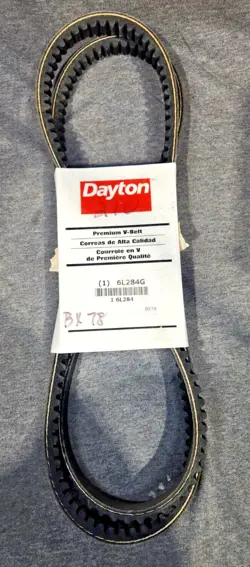 Dayton
Premium V-Belt
Correas de Alta Calidad
Courroie en V
de Première Qualité
(1) 6L284G
1 6L284
BX 78